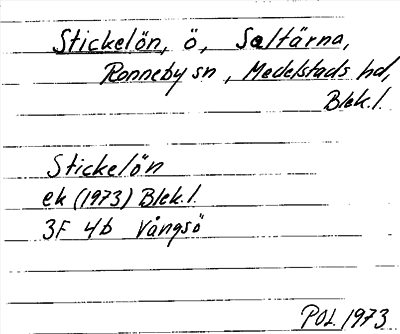 Stickelön, ö, Saltärna,
Ronneby sn, Medelstads hd,
Blek. l.
Stickelön
ek (1973) Blek. l.
3F 4b Vångsö
POL 1973